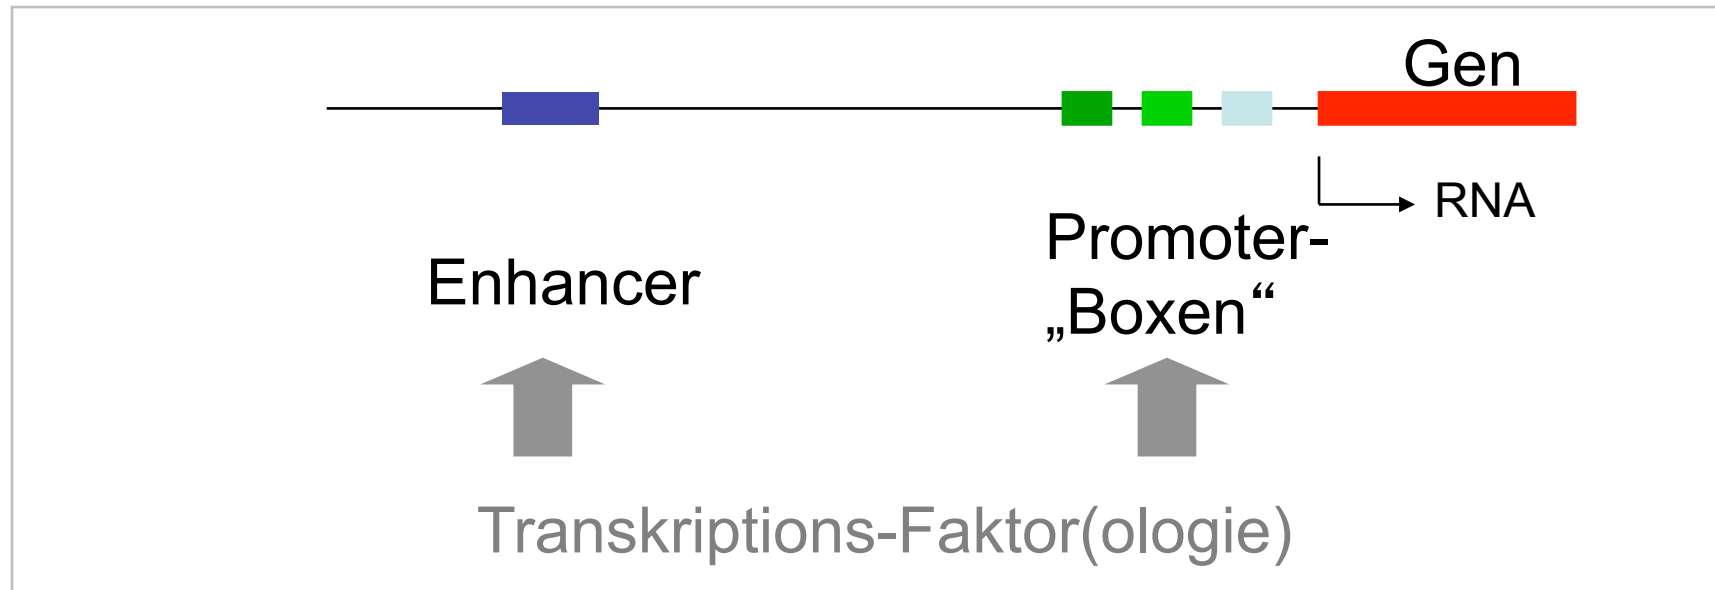 Gen
RNA
Promoter-
„Boxen“
Enhancer
Transkriptions-Faktor(ologie)